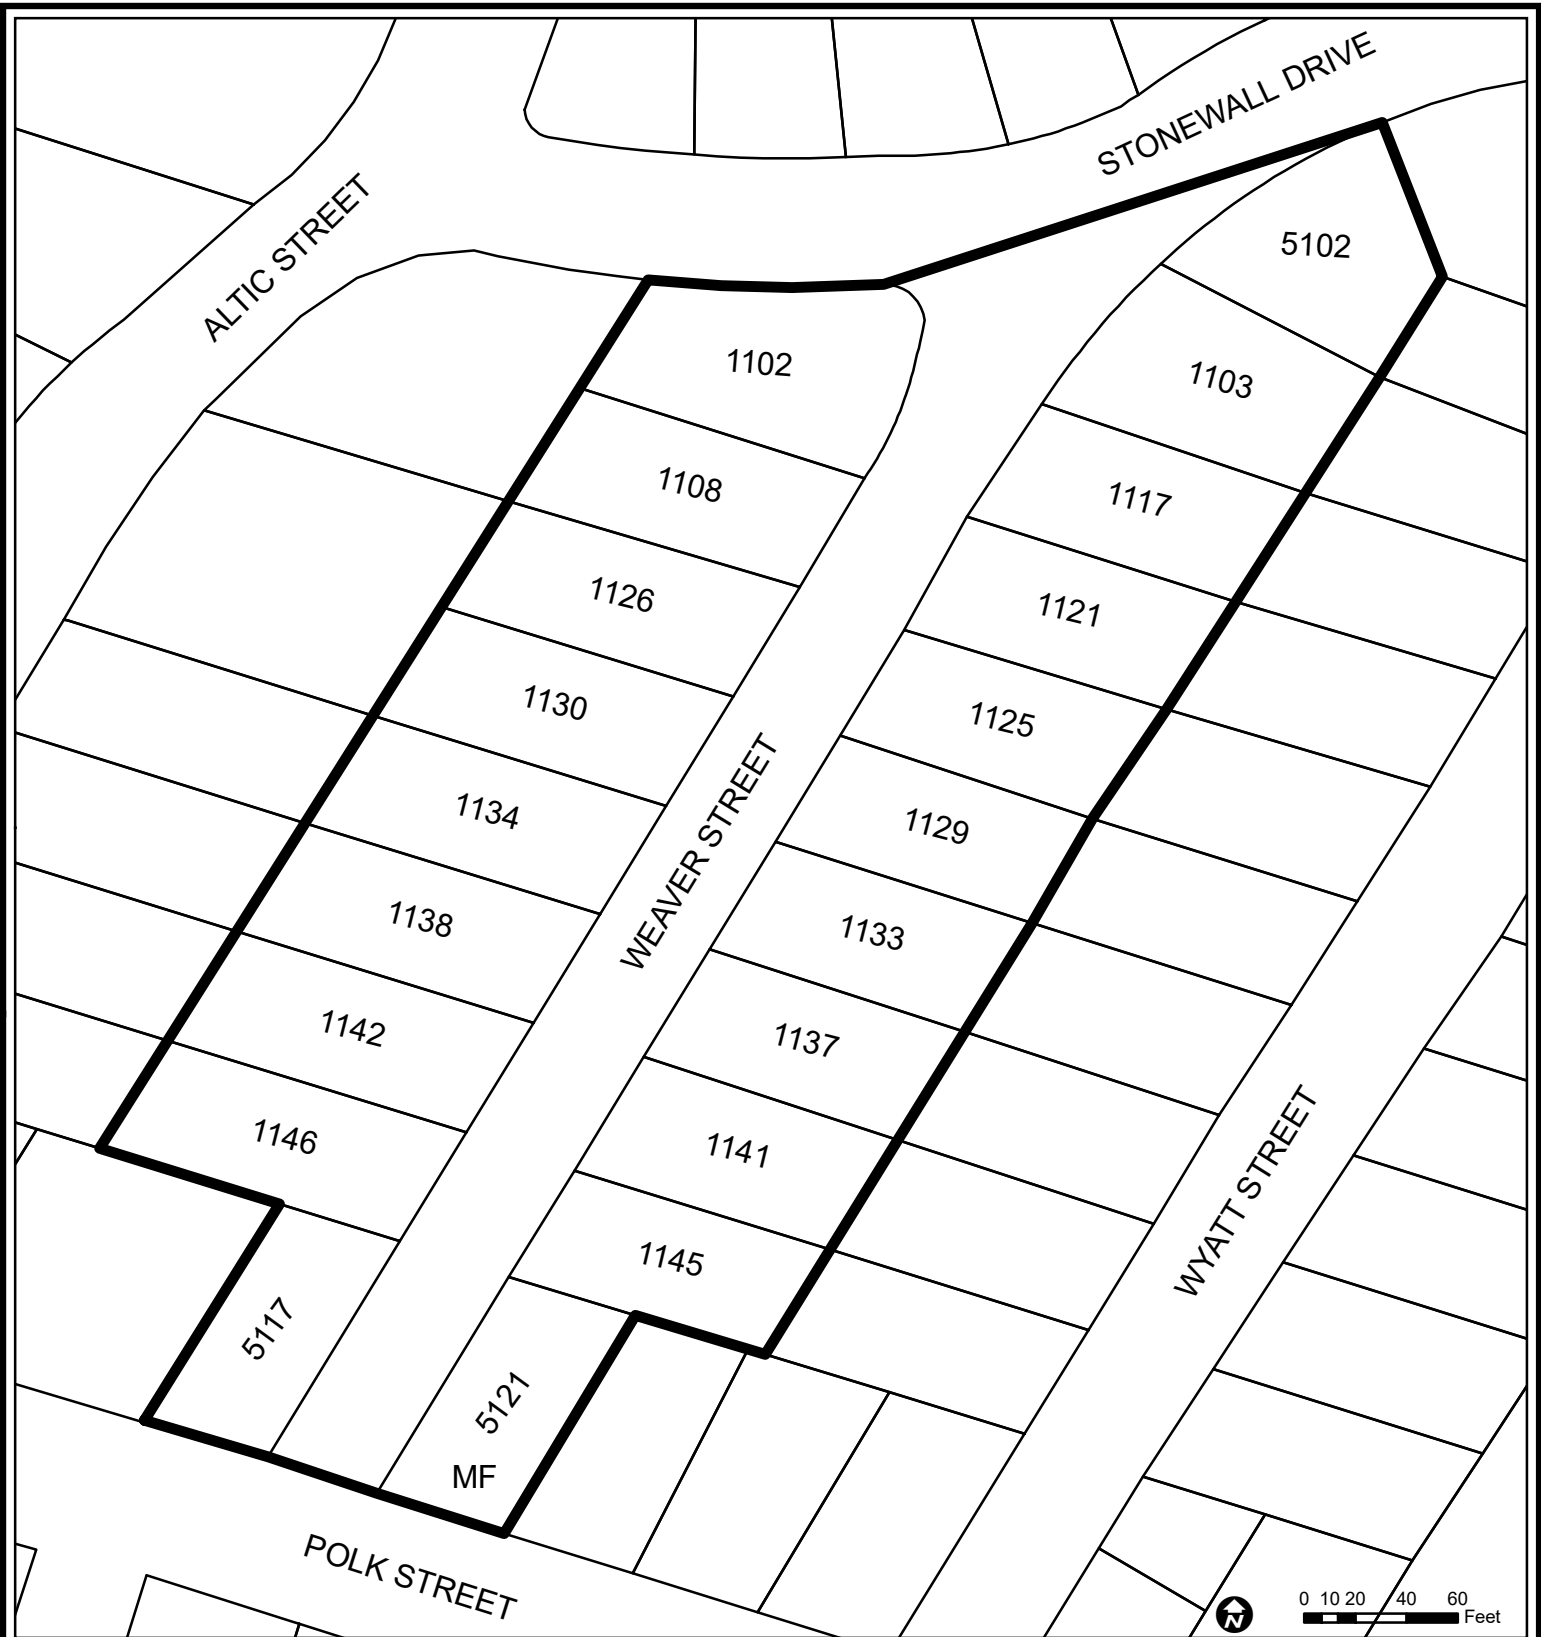 STONEWALL DRIVE
ALTIC STREET
5102
1102
1103
1108
1117
1126
1121
1130
1125
1134
1129
WEAVER STREET
1138
1133
1142
1137
1146
1141
WYATT STREET
1145
5117
5121
MF
POLK STREET
N
0 10 20 40 60
Feet